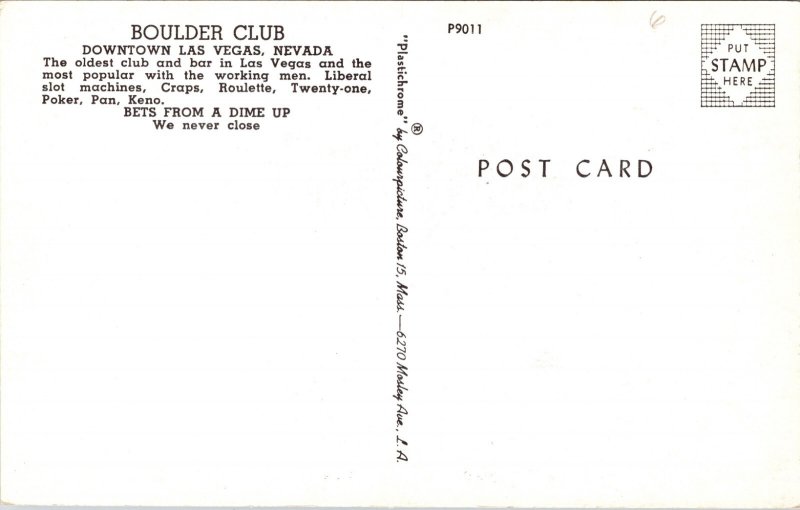 BOULDER CLUB
DOWNTOWN LAS VEGAS, NEVADA
The oldest club and bar in Las Vegas and the
most popular with the working men. Liberal
slot machines, Craps, Roulette, Twenty-one,
Poker, Pan, Keno.
BETS FROM A DIME UP
We never close
"Plastichrome"® by Colourpicture, Boston 15, Mass.—6270 Mosley Ave., L.A.
P9011
6
PUT
STAMP
HERE
POST CARD